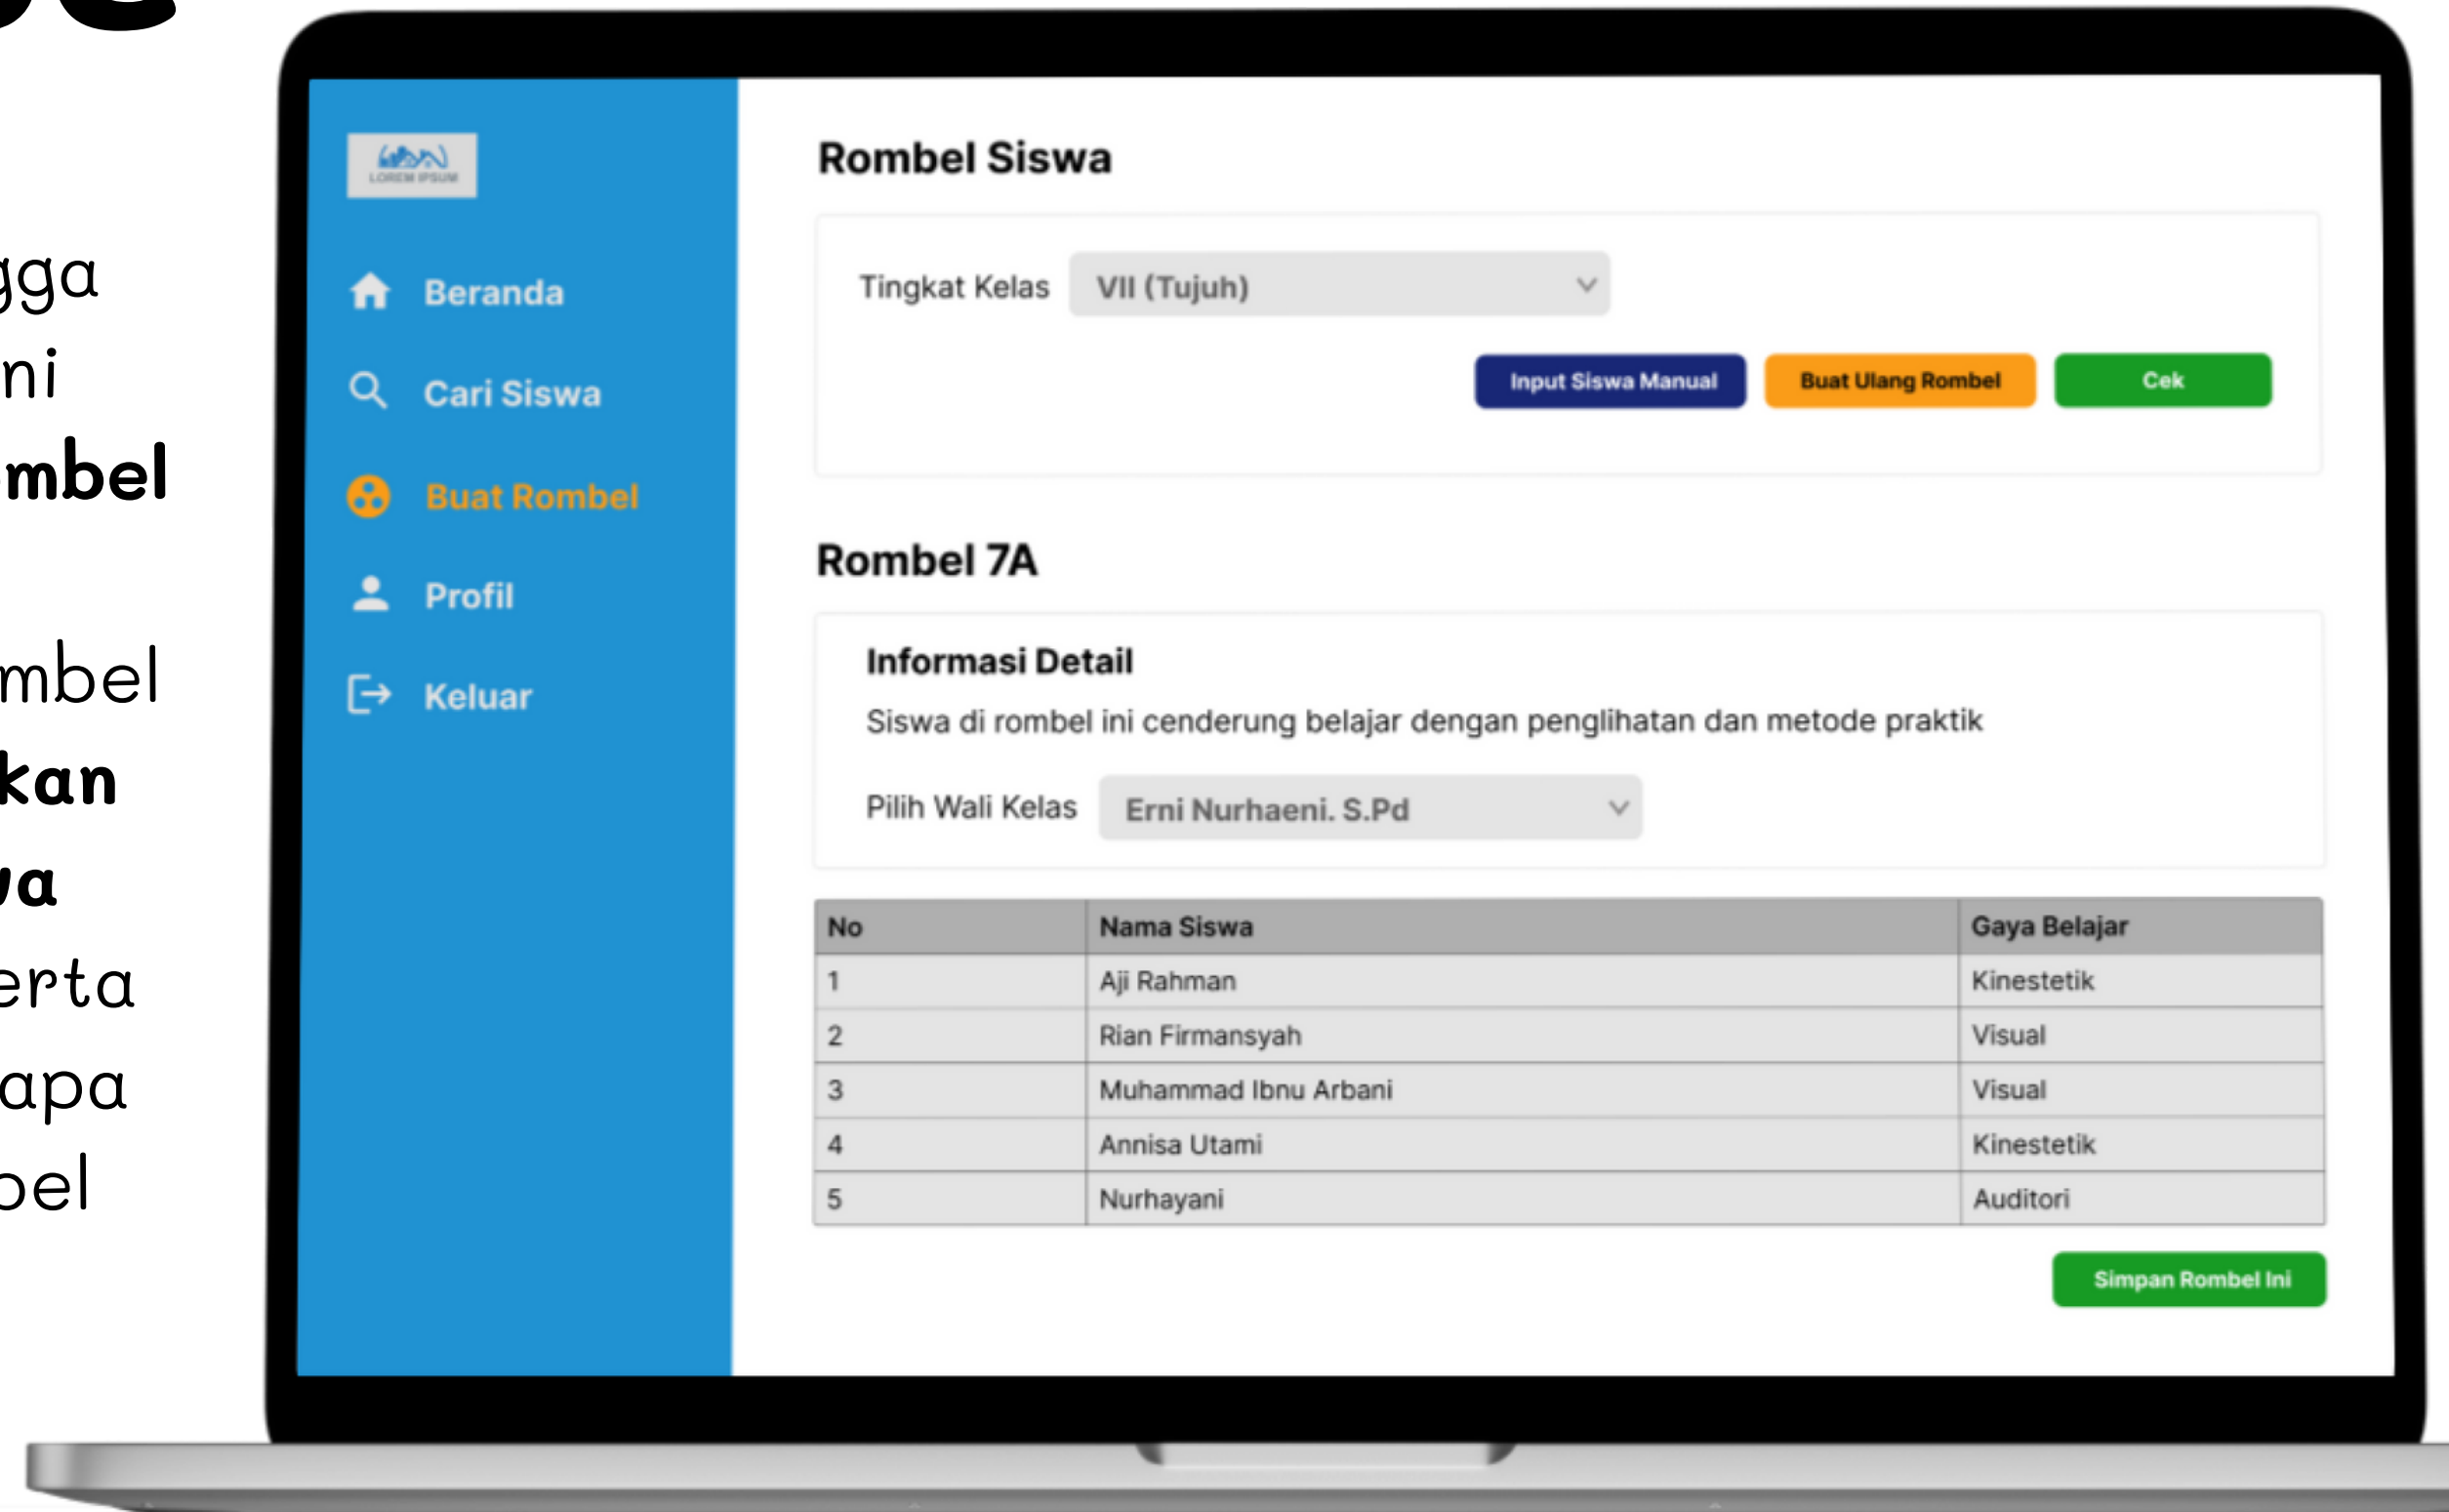 gga
ni
mbel
mbel
kan
wa
erta
apa
bel
LOREM IPSUM
Beranda
Cari Siswa
Buat Rombel
Profil
Keluar
Rombel Siswa
Tingkat Kelas VII (Tujuh)
Input Siswa Manual Buat Ulang Rombel Cek
Rombel 7A
Informasi Detail
Siswa di rombel ini cenderung belajar dengan penglihatan dan metode praktik
Pilih Wali Kelas Erni Nurhaeni. S.Pd
No Nama Siswa Gaya Belajar
1 Aji Rahman Kinestetik
2 Rian Firmansyah Visual
3 Muhammad Ibnu Arbani Visual
4 Annisa Utami Kinestetik
5 Nurhayani Auditori
Simpan Rombel Ini